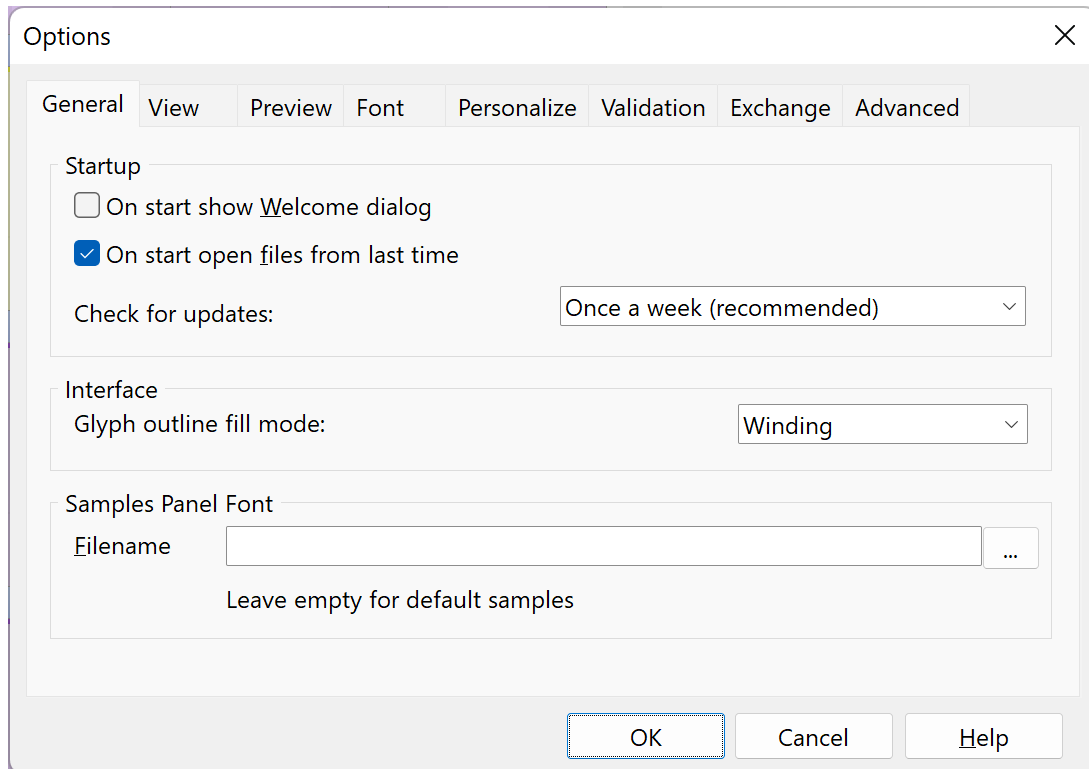 Options
General View Preview Font Personalize Validation Exchange Advanced
Startup
On start show Welcome dialog
On start open files from last time
Check for updates: Once a week (recommended)
Interface
Glyph outline fill mode: Winding
Samples Panel Font
Filename ...
Leave empty for default samples
OK Cancel Help